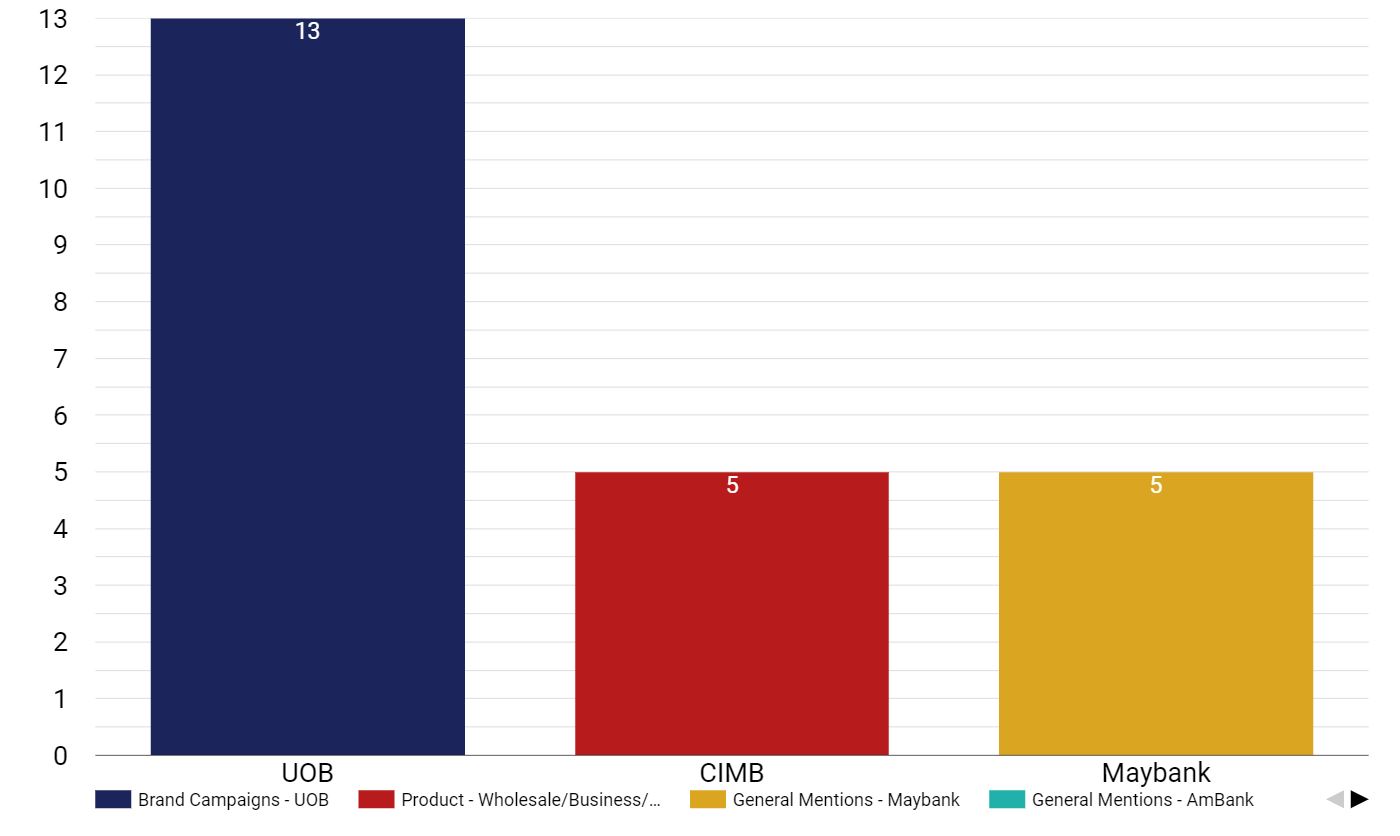 13
12
11
10
9
8
7
6
5
4
3
2
1
0
13
5
5
UOB
CIMB
Maybank
Brand Campaigns - UOB
Product - Wholesale/Business/...
General Mentions - Maybank
General Mentions - AmBank